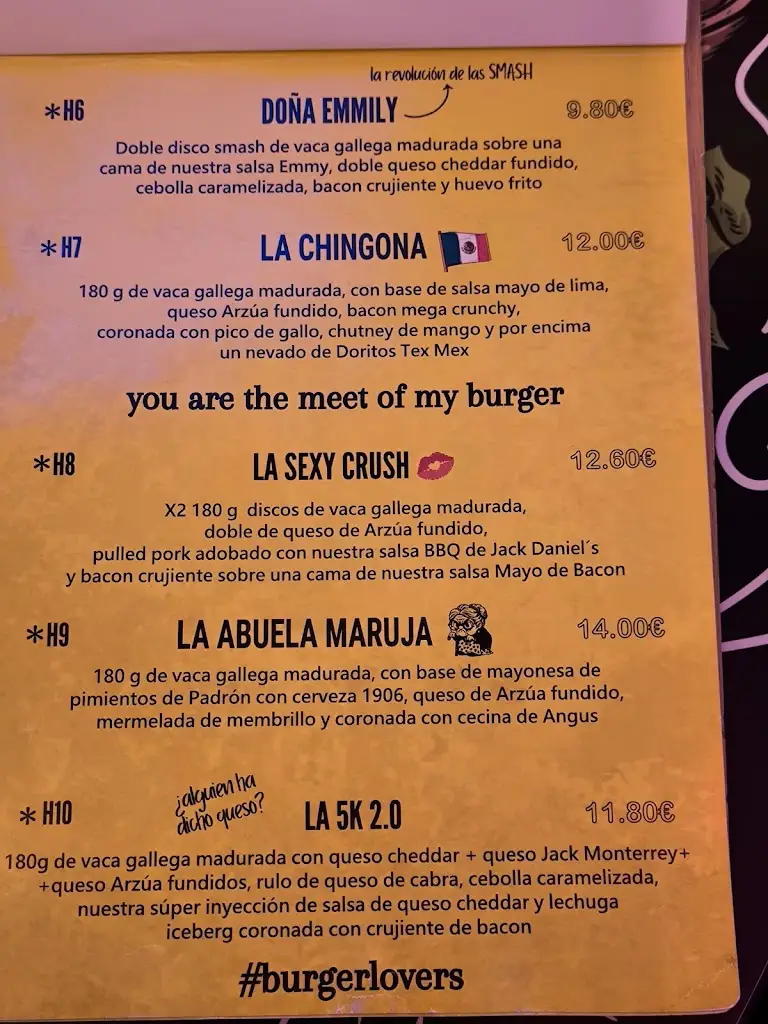 la revolución de las SMASH
*H6 DOÑA EMMILY 9.80€
Doble disco smash de vaca gallega madurada sobre una
cama de nuestra salsa Emmy, doble queso cheddar fundido,
cebolla caramelizada, bacon crujiente y huevo frito
*H7 LA CHINGONA 12.00€
180 g de vaca gallega madurada, con base de salsa mayo de lima,
queso Arzúa fundido, bacon mega crunchy,
coronada con pico de gallo, chutney de mango y por encima
un nevado de Doritos Tex Mex
you are the meet of my burger
*H8 LA SEXY CRUSH 12.60€
X2 180 g discos de vaca gallega madurada,
doble de queso de Arzúa fundido,
pulled pork adobado con nuestra salsa BBQ de Jack Daniel´s
y bacon crujiente sobre una cama de nuestra salsa Mayo de Bacon
*H9 LA ABUELA MARUJA 14.00€
180 g de vaca gallega madurada, con base de mayonesa de
pimientos de Padrón con cerveza 1906, queso de Arzúa fundido,
mermelada de membrillo y coronada con cecina de Angus
¿alguien ha
dicho queso?
*H10 LA 5K 2.0 11.80€
180g de vaca gallega madurada con queso cheddar + queso Jack Monterrey+
+queso Arzúa fundidos, rulo de queso de cabra, cebolla caramelizada,
nuestra súper inyección de salsa de queso cheddar y lechuga
iceberg coronada con crujiente de bacon
#burgerlovers